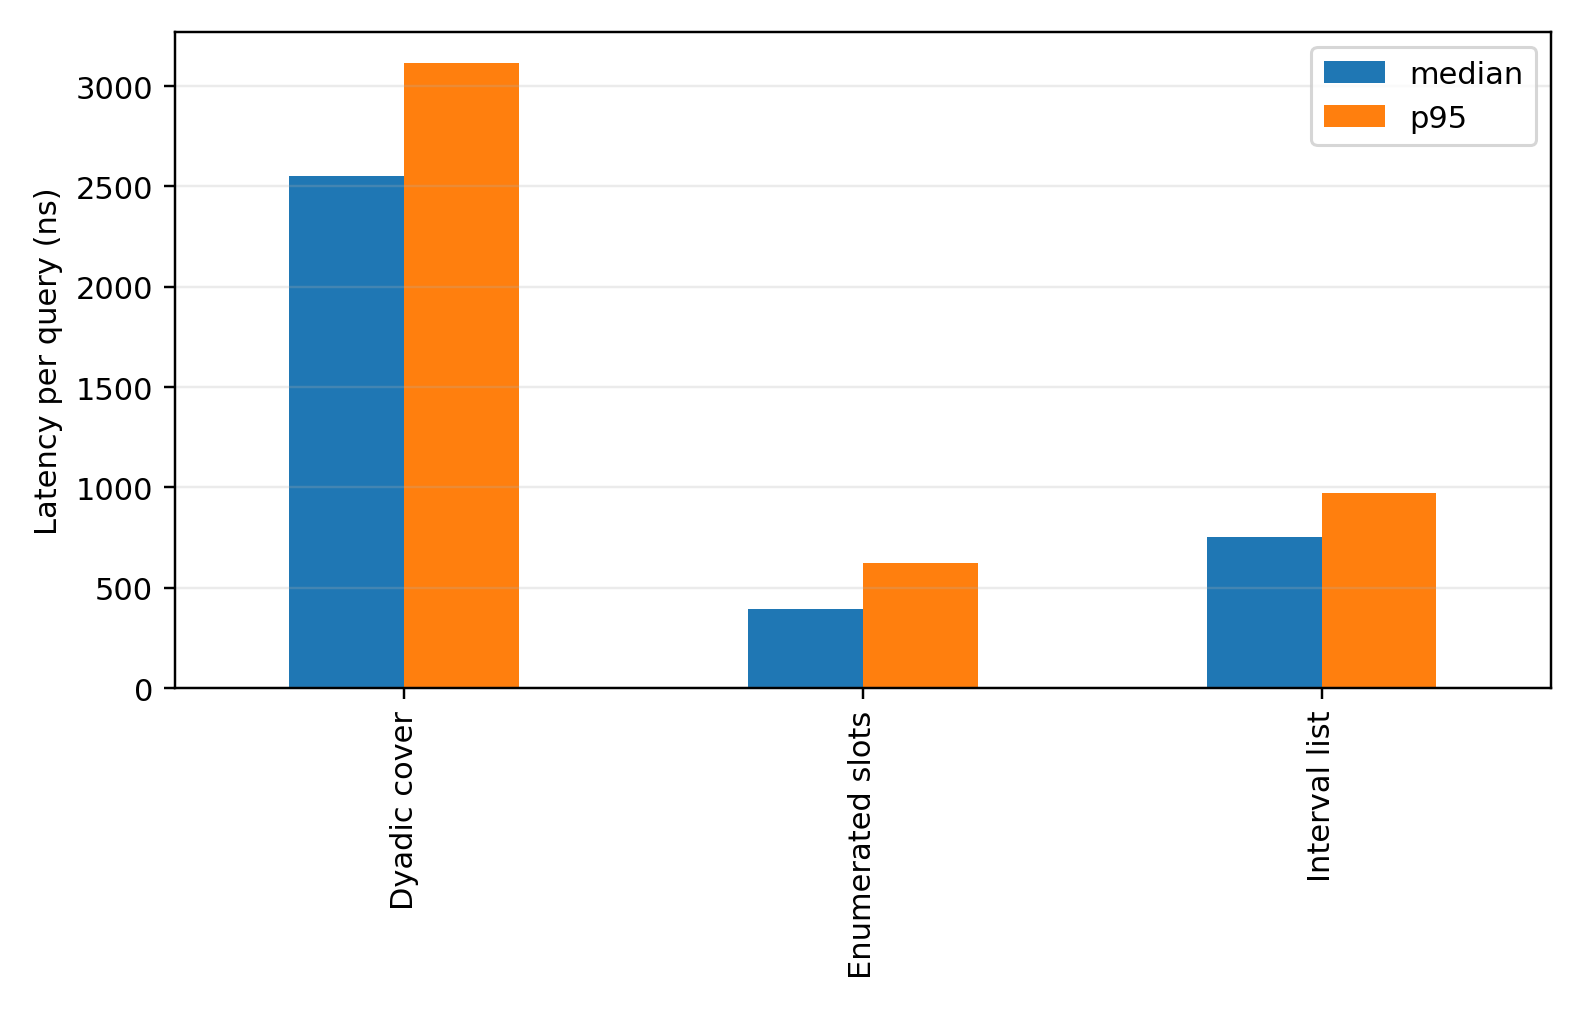 median
p95
Latency per query (ns)
3000
2500
2000
1500
1000
500
0
Dyadic cover
Enumerated slots
Interval list